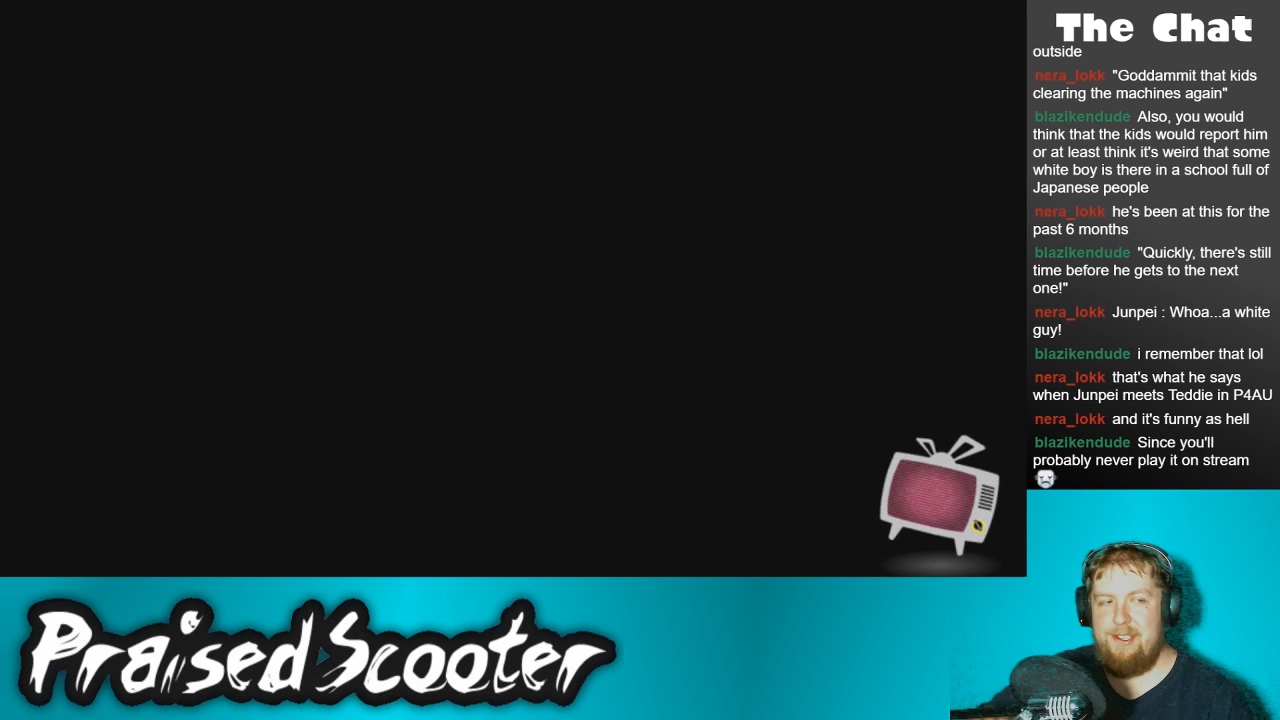 The Chat
outside
nera_lokk "Goddammit that kids
clearing the machines again"
blazikendude Also, you would
think that the kids would report him
or at least think it's weird that some
white boy is there in a school full of
Japanese people
nera_lokk he's been at this for the
past 6 months
blazikendude "Quickly, there's still
time before he gets to the next
one!"
nera_lokk Junpei : Whoa...a white
guy!
blazikendude i remember that lol
nera_lokk that's what he says
when Junpei meets Teddie in P4AU
nera_lokk and it's funny as hell
blazikendude Since you'll
probably never play it on stream
PraisedScooter